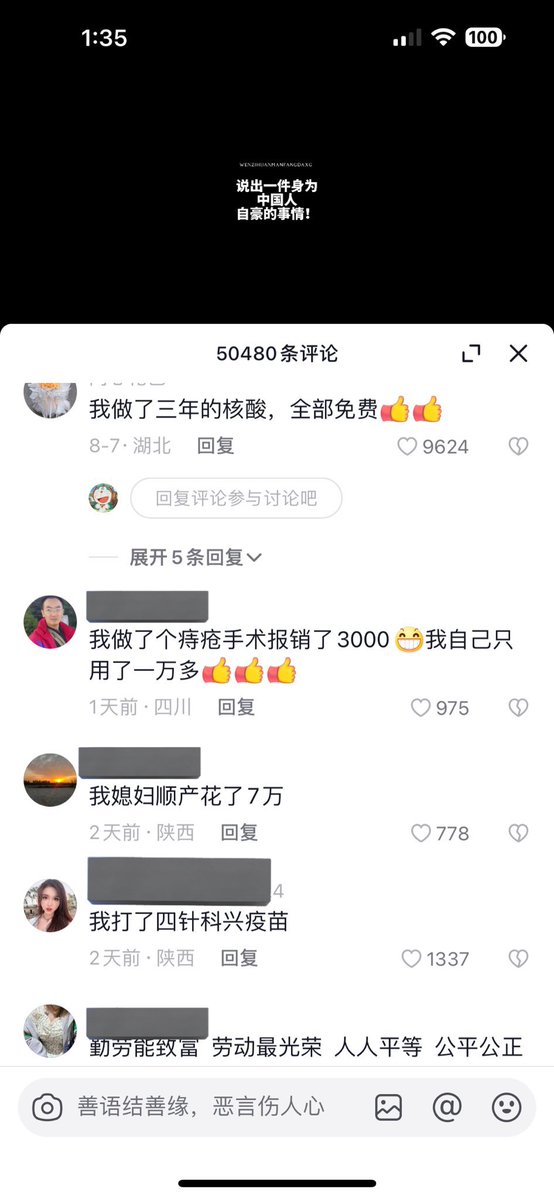 1:35
100
WENZIHUANMANFANGDAXG
说出一件身为
中国人
自豪的事情!
50480条评论
我做了三年的核酸，全部免费👍👍
8-7·湖北 回复 9624
回复评论参与讨论吧
展开5条回复
我做了个痔疮手术报销了3000😁我自己只
用了一万多👍👍👍
1天前·四川 回复 975
我媳妇顺产花了7万
2天前·陕西 回复 778
4
我打了四针科兴疫苗
2天前·陕西 回复 1337
勤劳能致富 劳动最光荣 人人平等 公平公正
善语结善缘，恶言伤人心